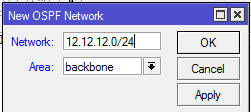 New OSPF Network
Network: 12.12.12.0/24
OK
Area: backbone
Cancel
Apply